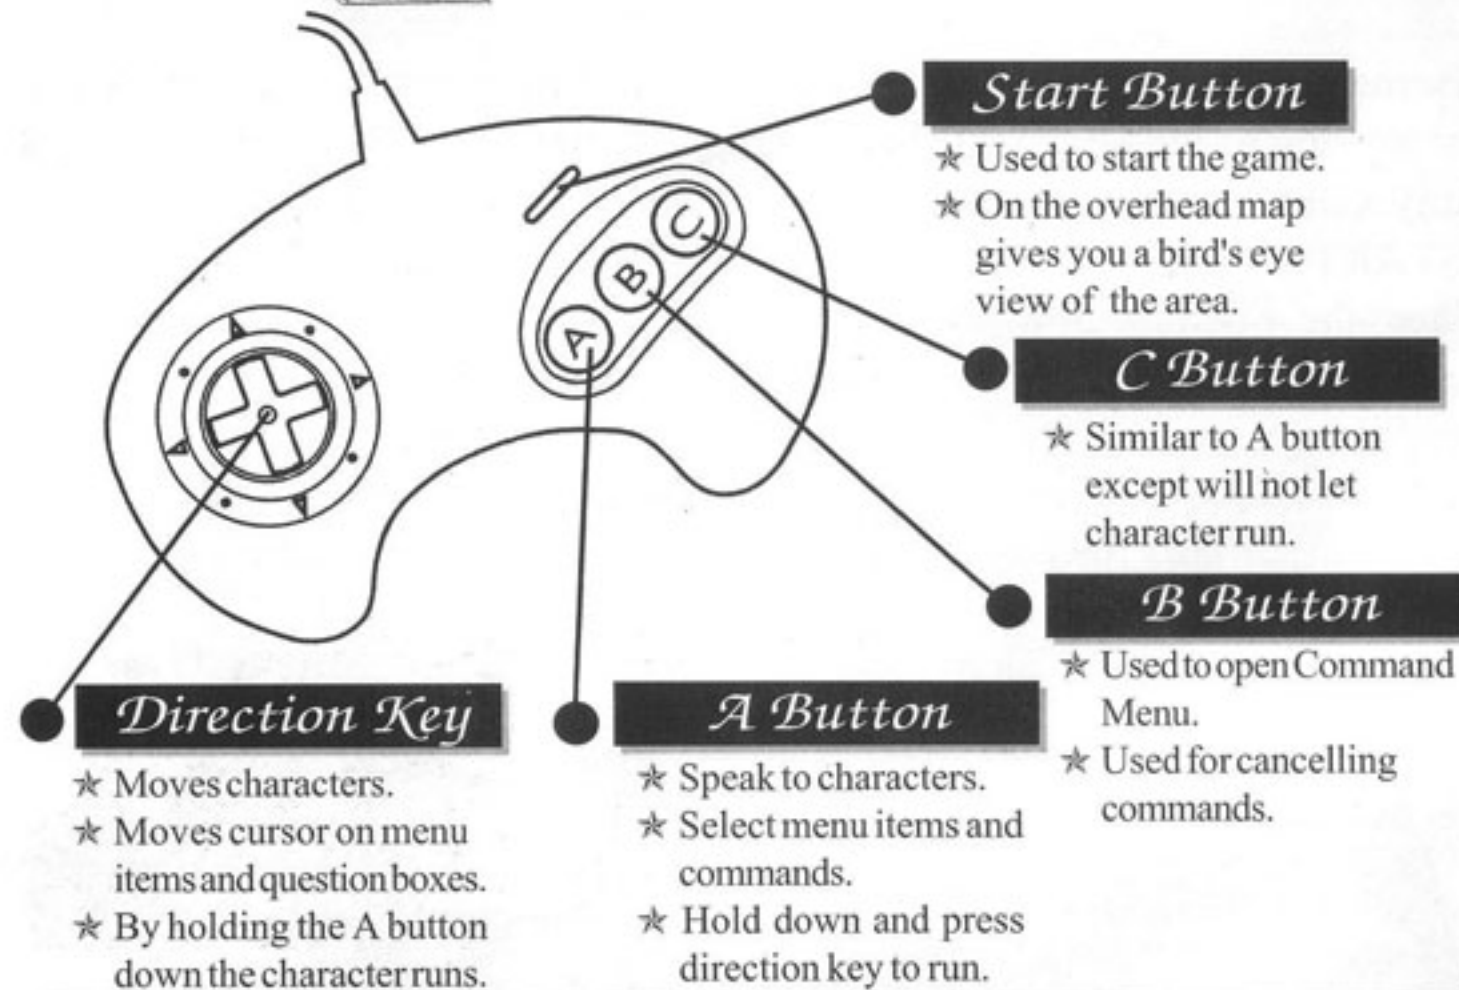 Start Button
★ Used to start the game.
★ On the overhead map
gives you a bird's eye
view of the area.
C
B
A
C Button
★ Similar to A button
except will not let
character run.
B Button
★ Used to open Command
Menu.
★ Used for cancelling
commands.
Direction Key
★ Moves characters.
★ Moves cursor on menu
items and question boxes.
★ By holding the A button
down the character runs.
A Button
★ Speak to characters.
★ Select menu items and
commands.
★ Hold down and press
direction key to run.